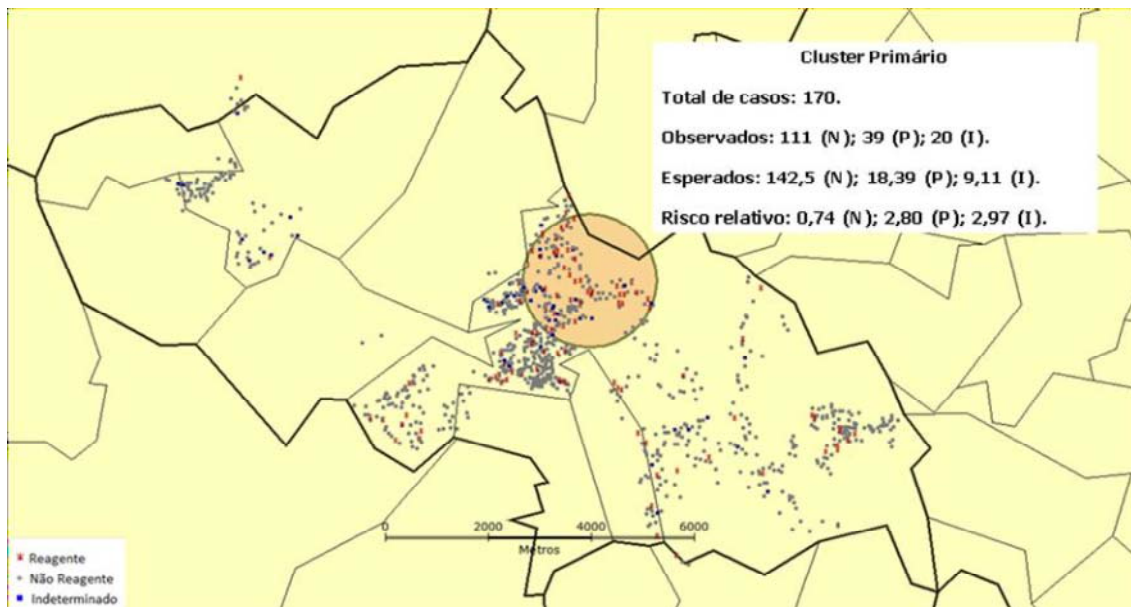 Cluster Primário
Total de casos: 170.
Observados: 111 (N); 39 (P); 20 (I).
Esperados: 142,5 (N); 18,39 (P); 9,11 (I).
Risco relativo: 0,74 (N); 2,80 (P); 2,97 (I).
0 2000 4000 6000
Metros
Reagente
Não Reagente
Indeterminado